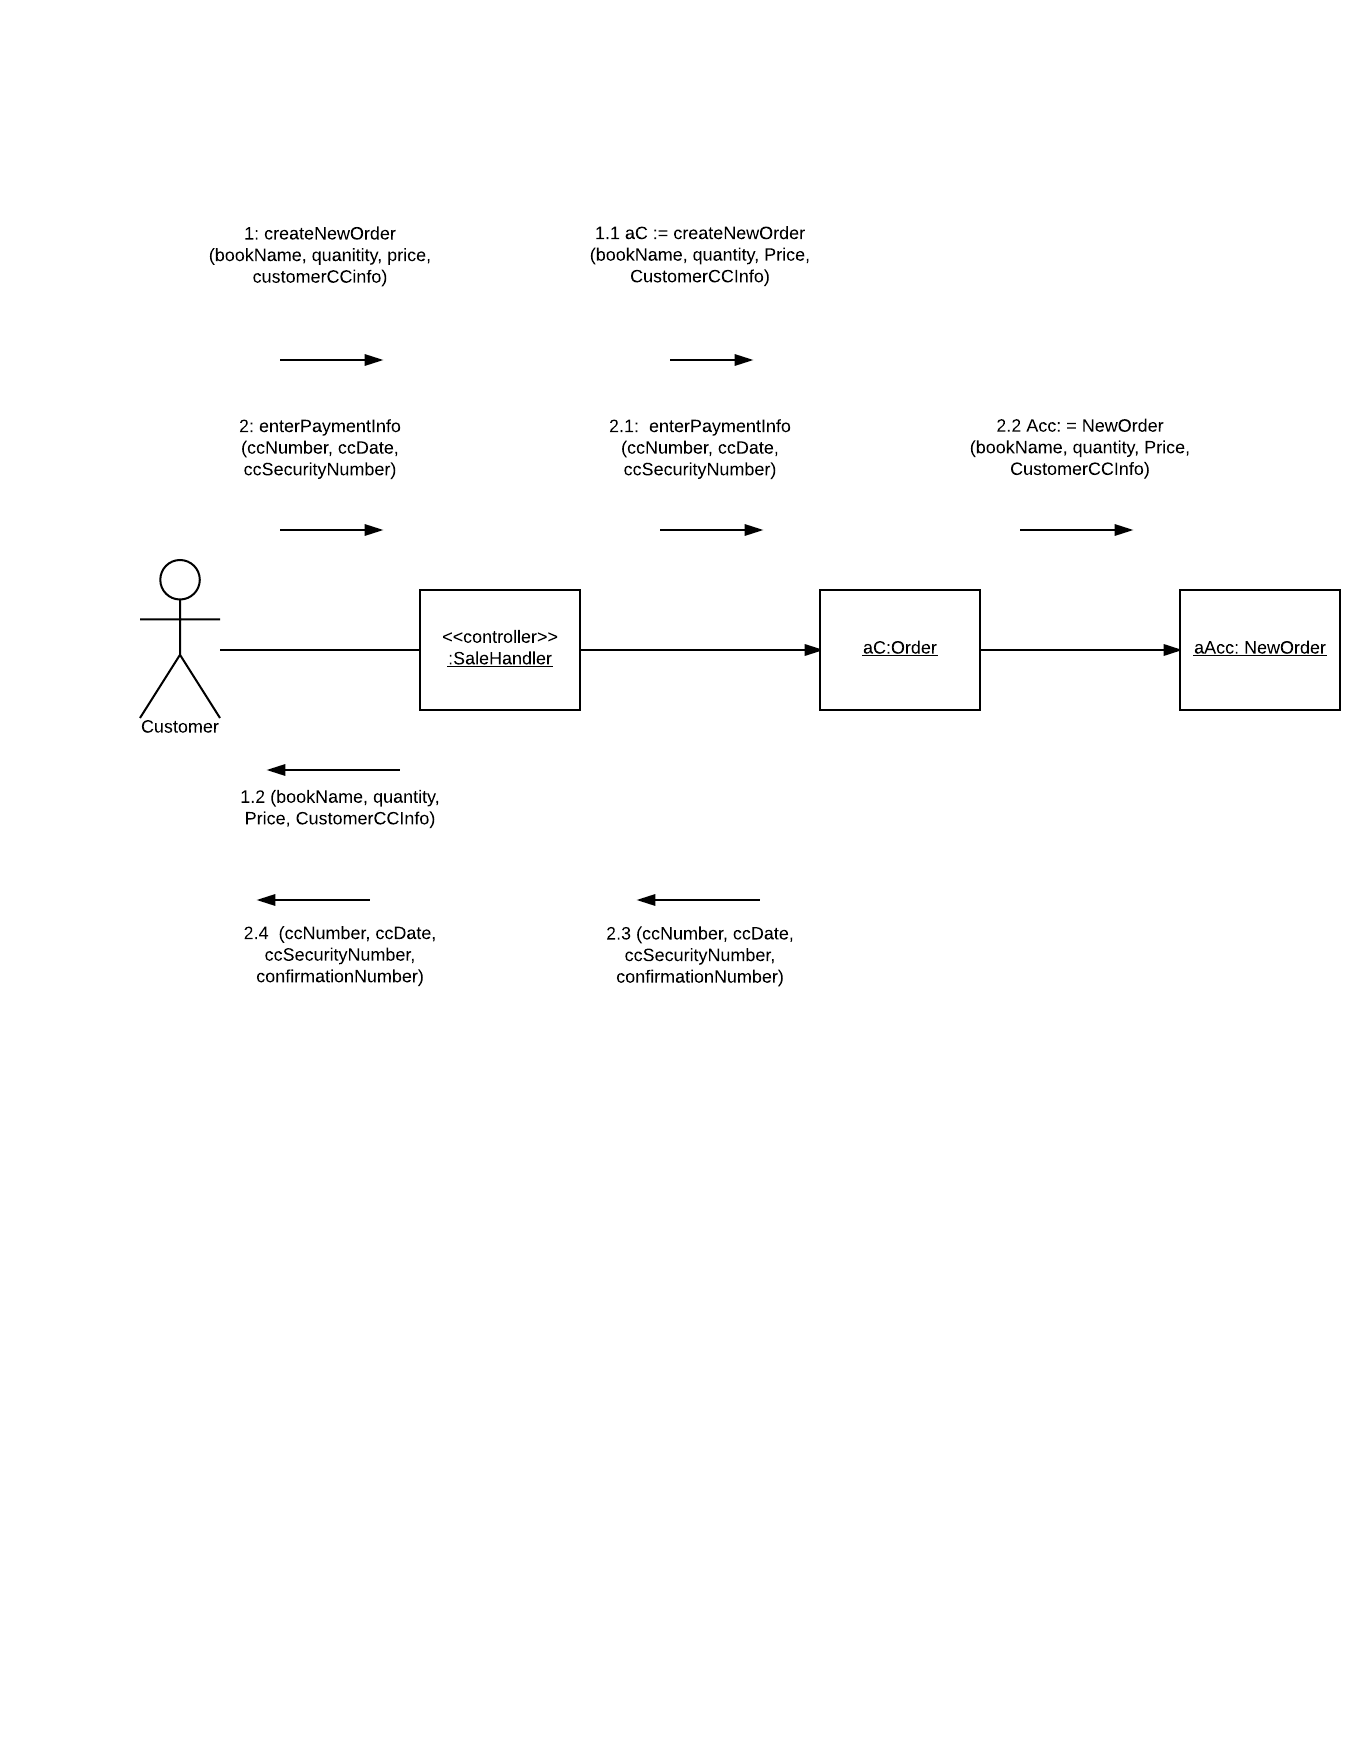 1: createNewOrder
(bookName, quanitity, price,
customerCCinfo)
1.1 aC := createNewOrder
(bookName, quantity, Price,
CustomerCCInfo)
2: enterPaymentInfo
(ccNumber, ccDate,
ccSecurityNumber)
2.1:  enterPaymentInfo
(ccNumber, ccDate,
ccSecurityNumber)
2.2 Acc: = NewOrder
(bookName, quantity, Price,
CustomerCCInfo)
<<controller>>
:SaleHandler
aC:Order
aAcc: NewOrder
Customer
1.2 (bookName, quantity,
Price, CustomerCCInfo)
2.4  (ccNumber, ccDate,
ccSecurityNumber,
confirmationNumber)
2.3 (ccNumber, ccDate,
ccSecurityNumber,
confirmationNumber)